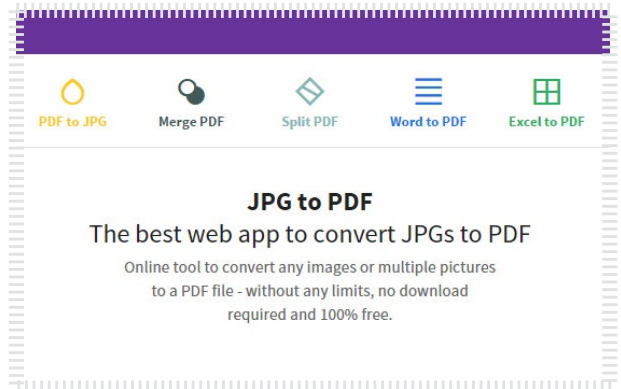 PDF to JPG Merge PDF Split PDF Word to PDF Excel to PDF
JPG to PDF
The best web app to convert JPGs to PDF
Online tool to convert any images or multiple pictures
to a PDF file - without any limits, no download
required and 100% free.